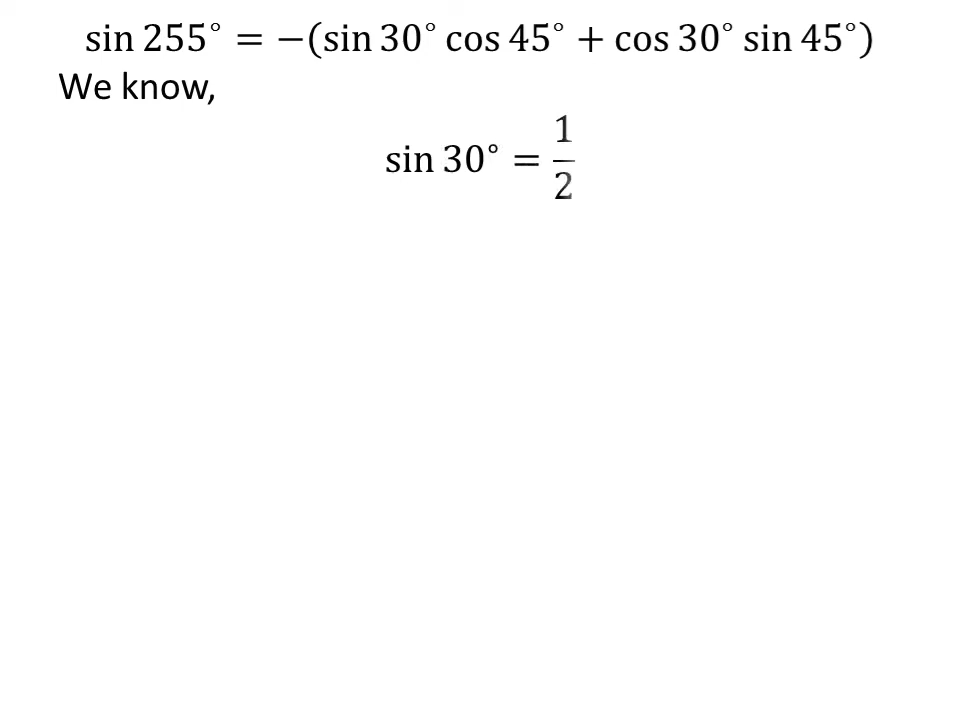 sin 255° = −(sin 30° cos 45° + cos 30° sin 45°)
We know,
sin 30° = 1/2